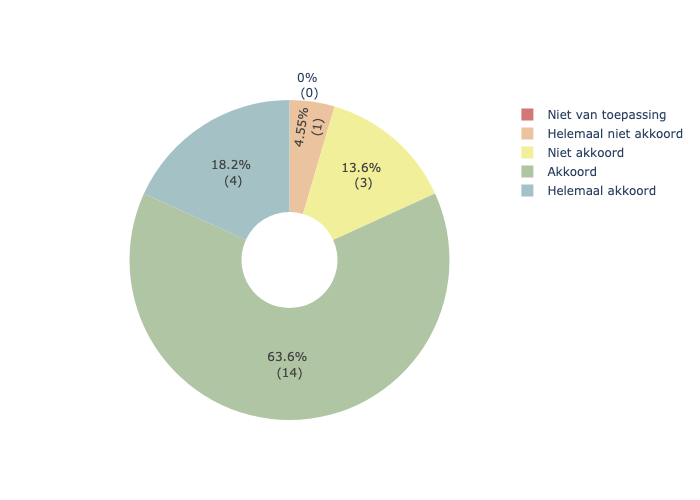 0%
(0)
4.55%
(1)
13.6%
(3)
18.2%
(4)
63.6%
(14)
Niet van toepassing
Helemaal niet akkoord
Niet akkoord
Akkoord
Helemaal akkoord